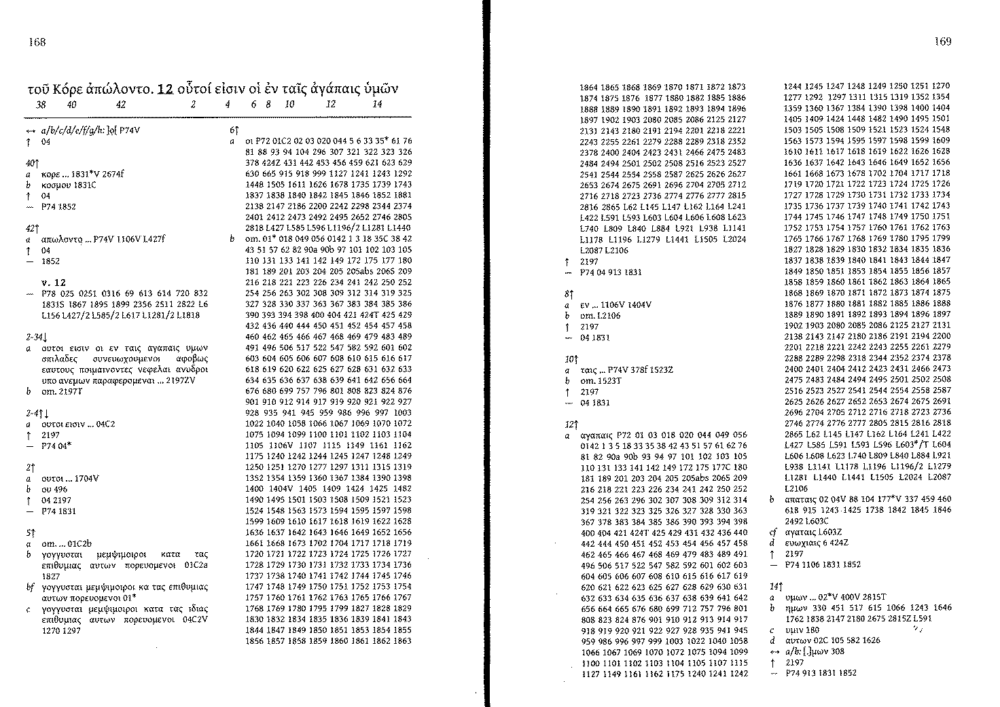 168
τοῦ Κόρε ἀπώλοντο. 12 οὗτοί εἰσιν οἱ ἐν ταῖς ἀγάπαις ὑμῶν
38 40 42 2 4 6 8 10 12 14
↔ a/b/c/d/e/f/g/h: ]ο̣[ P74V
↑ 04
40↑
a κορε ... 1831*V 2674f
b κοσμου 1831C
↑ 04
— P74 1852
42↑
a απωλοντο ... P74V 1106V L427f
↑ 04
— 1852
v. 12
— P78 025 0251 0316 69 613 614 720 832
1831S 1867 1895 1899 2356 2511 2822 L6
L156 L427/2 L585/2 L617 L1281/2 L1818
2-34↓
a ουτοι εισιν οι εν ταις αγαπαις υμων
σπιλαδες συνευωχουμενοι αφοβως
εαυτους ποιμαινοντες νεφελαι ανυδροι
υπο ανεμων παραφερομεναι ... 2197ZV
b om. 2197T
2-4↑↓
a ουτοι εισιν ... 04C2
↑ 2197
— P74 04*
2↑
a ουτοι ... 1704V
b ου 496
↑ 04 2197
— P74 1831
5↑
a om. ... 01C2b
b γογγυσται μεμψιμοιροι κατα τας
επιθυμιας αυτων πορευομενοι 01C2a
1827
bf γογγυσται μεμψιμοιροι κα τας επιθυμιας
αυτων πορευομενοι 01*
c γογγυσται μεμψιμοιροι κατα τας ιδιας
επιθυμιας αυτων πορευομενοι 04C2V
1270 1297
6↑
a οι P72 01C2 02 03 020 044 5 6 33 35* 61 76
81 88 93 94 104 296 307 321 322 323 326
378 424Z 431 442 453 456 459 621 623 629
630 665 915 918 999 1127 1241 1243 1292
1448 1505 1611 1626 1678 1735 1739 1743
1837 1838 1840 1842 1845 1846 1852 1881
2138 2147 2186 2200 2242 2298 2344 2374
2401 2412 2473 2492 2495 2652 2746 2805
2818 L427 L585 L596 L1196/2 L1281 L1440
b om. 01* 018 049 056 0142 1 3 18 35C 38 42
43 51 57 62 82 90a 90b 97 101 102 103 105
110 131 133 141 142 149 172 175 177 180
181 189 201 203 204 205 205abs 206S 209
216 218 221 223 226 234 241 242 250 252
254 256 263 302 308 309 312 314 319 325
327 328 330 337 363 367 383 384 385 386
390 393 394 398 400 404 421 424T 425 429
432 436 440 444 450 451 452 454 457 458
460 462 465 466 467 468 469 479 483 489
491 496 506 517 522 547 582 592 601 602
603 604 605 606 607 608 610 615 616 617
618 619 620 622 625 627 628 631 632 633
634 635 636 637 638 639 641 642 656 664
676 680 699 757 796 801 808 823 824 876
901 910 912 914 917 919 920 921 922 927
928 935 941 945 959 986 996 997 1003
1022 1040 1058 1066 1067 1069 1070 1072
1075 1094 1099 1100 1101 1102 1103 1104
1105 1106V 1107 1115 1149 1161 1162
1175 1240 1242 1244 1245 1247 1248 1249
1250 1251 1270 1277 1297 1311 1315 1319
1352 1354 1359 1360 1367 1384 1390 1398
1400 1404V 1405 1409 1424 1425 1482
1490 1495 1501 1503 1508 1509 1521 1523
1524 1548 1563 1573 1594 1595 1597 1598
1599 1609 1610 1617 1618 1619 1622 1628
1636 1637 1642 1643 1646 1649 1652 1656
1661 1668 1673 1702 1704 1717 1718 1719
1720 1721 1722 1723 1724 1725 1726 1727
1728 1729 1730 1731 1732 1733 1734 1736
1737 1738 1740 1741 1742 1744 1745 1746
1747 1748 1749 1750 1751 1752 1753 1754
1757 1760 1761 1762 1763 1765 1766 1767
1768 1769 1780 1795 1799 1827 1828 1829
1830 1832 1834 1835 1836 1839 1841 1843
1844 1847 1849 1850 1851 1853 1854 1855
1856 1857 1858 1859 1860 1861 1862 1863
169
1864 1865 1868 1869 1870 1871 1872 1873
1874 1875 1876 1877 1880 1882 1885 1886
1888 1889 1890 1891 1892 1893 1894 1896
1897 1902 1903 2080 2085 2086 2125 2127
2131 2143 2180 2191 2194 2201 2218 2221
2243 2255 2261 2279 2288 2289 2318 2352
2378 2400 2404 2423 2431 2466 2475 2483
2484 2494 2501 2502 2508 2516 2523 2527
2541 2544 2554 2558 2587 2625 2626 2627
2653 2674 2675 2691 2696 2704 2705 2712
2716 2718 2723 2736 2774 2776 2777 2815
2816 2865 L62 L145 L147 L162 L164 L241
L422 L591 L593 L603 L604 L606 L608 L623
L740 L809 L840 L884 L921 L938 L1141
L1178 L1196 L1279 L1441 L1505 L2024
L2087 L2106
↑ 2197
— P74 04 913 1831
8↑
a εν ... 1106V 1404V
b om. L2106
↑ 2197
— 04 1831
10↑
a ταις ... P74V 378f 1523Z
b om. 1523T
↑ 2197
— 04 1831
12↑
a αγαπαις P72 01 03 018 020 044 049 056
0142 1 3 5 18 33 35 38 42 43 51 57 61 62 76
81 82 90a 90b 93 94 97 101 102 103 105
110 131 133 141 142 149 172 175 177C 180
181 189 201 203 204 205 205abs 206S 209
216 218 221 223 226 234 241 242 250 252
254 256 263 296 302 307 308 309 312 314
319 321 322 323 325 326 327 328 330 363
367 378 383 384 385 386 390 393 394 398
400 404 421 424T 425 429 431 432 436 440
442 444 450 451 452 453 454 456 457 458
462 465 466 467 468 469 479 483 489 491
496 506 517 522 547 582 592 601 602 603
604 605 606 607 608 610 615 616 617 619
620 621 622 623 625 627 628 629 630 631
632 633 634 635 636 637 638 639 641 642
656 664 665 676 680 699 712 757 796 801
808 823 824 876 901 910 912 913 914 917
918 919 920 921 922 927 928 935 941 945
959 986 996 997 999 1003 1022 1040 1058
1066 1067 1069 1070 1072 1075 1094 1099
1100 1101 1102 1103 1104 1105 1107 1115
1127 1149 1161 1162 1175 1240 1241 1242
1244 1245 1247 1248 1249 1250 1251 1270
1277 1292 1297 1311 1315 1319 1352 1354
1359 1360 1367 1384 1390 1398 1400 1404
1405 1409 1424 1448 1482 1490 1495 1501
1503 1505 1508 1509 1521 1523 1524 1548
1563 1573 1594 1595 1597 1598 1599 1609
1610 1611 1617 1618 1619 1622 1626 1628
1636 1637 1642 1643 1646 1649 1652 1656
1661 1668 1673 1678 1702 1704 1717 1718
1719 1720 1721 1722 1723 1724 1725 1726
1727 1728 1729 1730 1731 1732 1733 1734
1735 1736 1737 1739 1740 1741 1742 1743
1744 1745 1746 1747 1748 1749 1750 1751
1752 1753 1754 1757 1760 1761 1762 1763
1765 1766 1767 1768 1769 1780 1795 1799
1827 1828 1829 1830 1832 1834 1835 1836
1837 1838 1839 1840 1841 1843 1844 1847
1849 1850 1851 1853 1854 1855 1856 1857
1858 1859 1860 1861 1862 1863 1864 1865
1868 1869 1870 1871 1872 1873 1874 1875
1876 1877 1880 1881 1882 1885 1886 1888
1889 1890 1891 1892 1893 1894 1896 1897
1902 1903 2080 2085 2086 2125 2127 2131
2138 2143 2147 2180 2186 2191 2194 2200
2201 2218 2221 2242 2243 2255 2261 2279
2288 2289 2298 2318 2344 2352 2374 2378
2400 2401 2404 2412 2423 2431 2466 2473
2475 2483 2484 2494 2495 2501 2502 2508
2516 2523 2527 2541 2544 2554 2558 2587
2625 2626 2627 2652 2653 2674 2675 2691
2696 2704 2705 2712 2716 2718 2723 2736
2746 2774 2776 2777 2805 2815 2816 2818
2865 L62 L145 L147 L162 L164 L241 L422
L427 L585 L591 L593 L596 L603*/T L604
L606 L608 L623 L740 L809 L840 L884 L921
L938 L1141 L1178 L1196 L1196/2 L1279
L1281 L1440 L1441 L1505 L2024 L2087
L2106
b απαταις 02 04V 88 104 177*V 337 459 460
618 915 1243 1425 1738 1842 1845 1846
2492 L603C
cf αγαταις L603Z
d ευωχιαις 6 424Z
↑ 2197
— P74 1106 1831 1852
14↑
a υμων ... 02*V 400V 2815T
b ημων 330 451 517 615 1066 1243 1646
1762 1838 2147 2180 2675 2815Z L591
c υμιν 180
d αυτων 02C 105 582 1626
↔ a/b: [.]μων 308
↑ 2197
— P74 913 1831 1852